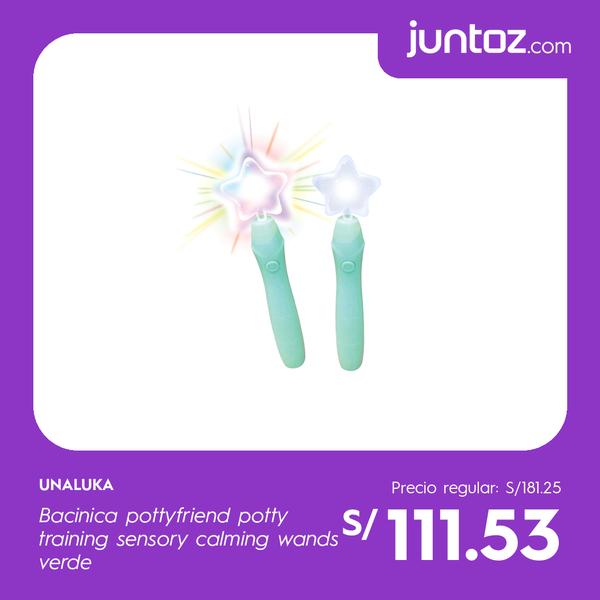 juntoz.com
UNALUKA
Bacinica pottyfriend potty
training sensory calming wands
verde
Precio regular: S/181.25
S/111.53